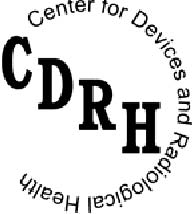 Center for Devices and Radiological Health
CDRH